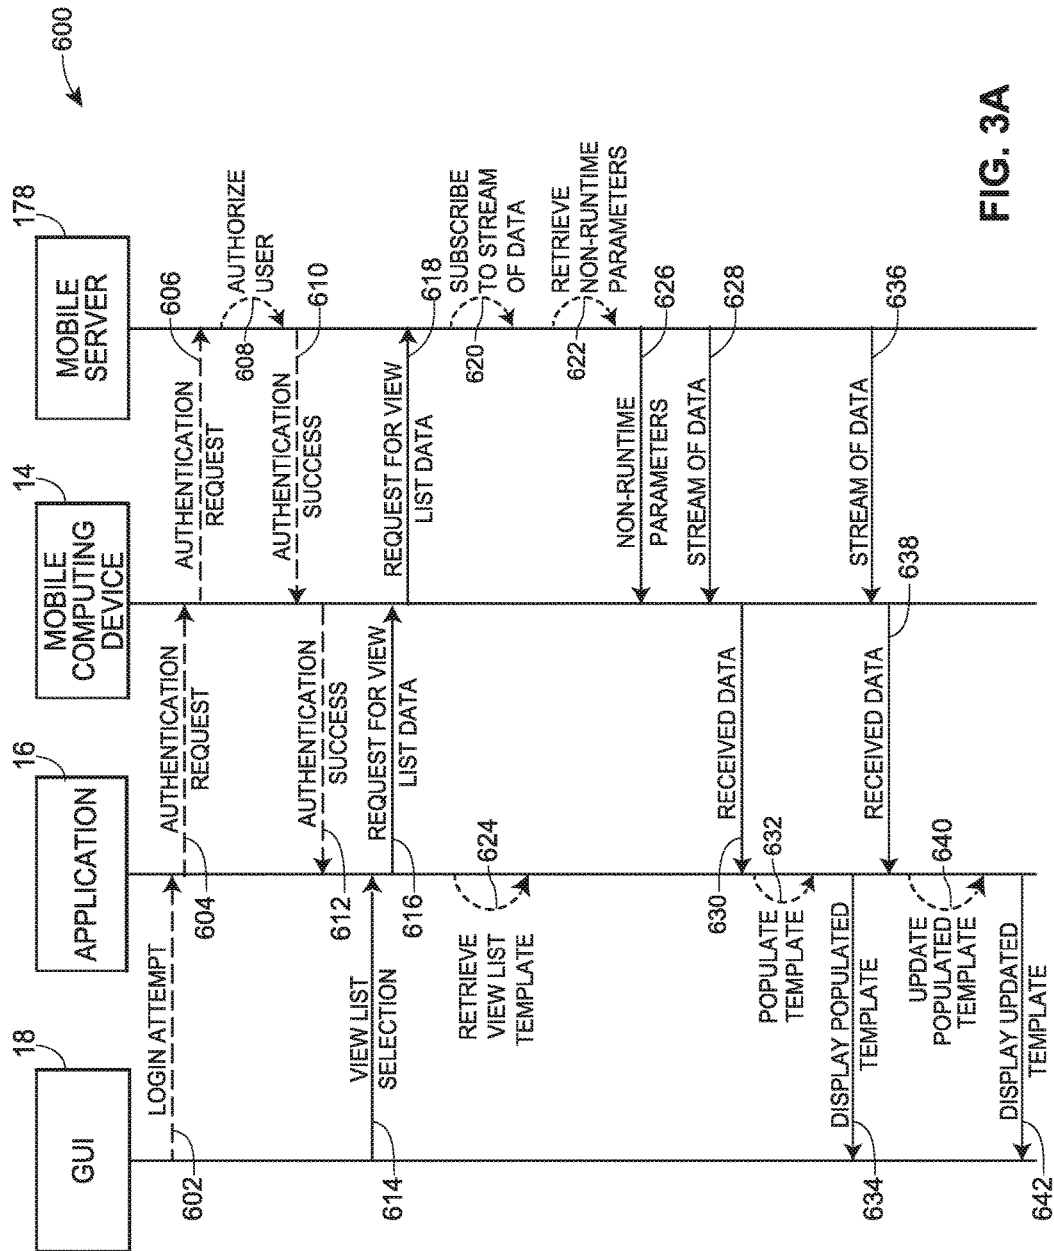 600
18
GUI
16
APPLICATION
14
MOBILE
COMPUTING
DEVICE
178
MOBILE
SERVER
602
LOGIN ATTEMPT
604
AUTHENTICATION
REQUEST
606
AUTHENTICATION
REQUEST
608
AUTHORIZE
USER
610
AUTHENTICATION
SUCCESS
612
AUTHENTICATION
SUCCESS
614
VIEW LIST
SELECTION
616
REQUEST FOR VIEW
LIST DATA
618
REQUEST FOR VIEW
LIST DATA
620
SUBSCRIBE
TO STREAM
OF DATA
624
RETRIEVE
VIEW LIST
TEMPLATE
622
RETRIEVE
NON-RUNTIME
PARAMETERS
626
NON-RUNTIME
PARAMETERS
628
STREAM OF DATA
630
RECEIVED DATA
632
POPULATE
TEMPLATE
634
DISPLAY POPULATED
TEMPLATE
636
STREAM OF DATA
638
RECEIVED DATA
640
UPDATE
POPULATED
TEMPLATE
642
DISPLAY UPDATED
TEMPLATE
FIG. 3A